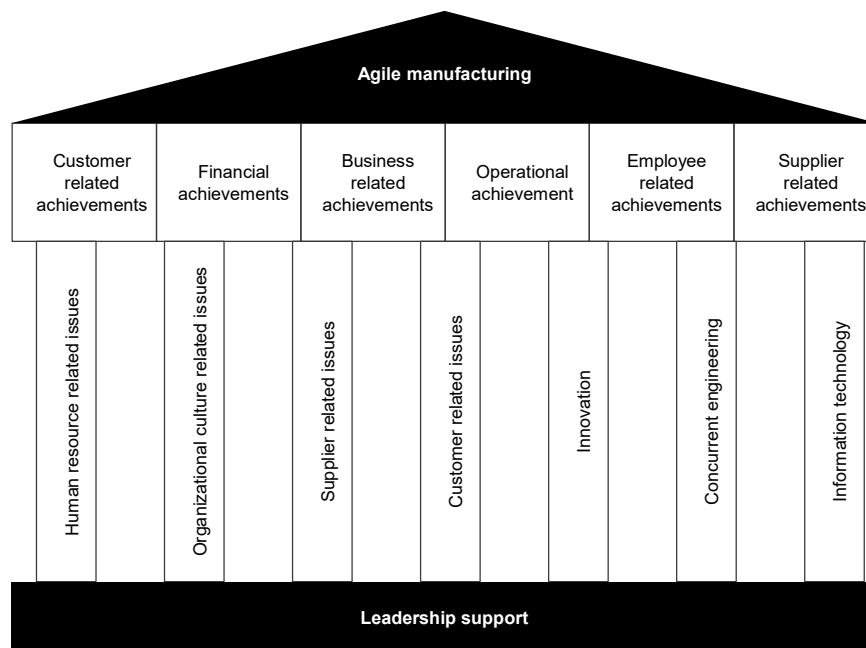 Agile manufacturing
Customer
related
achievements
Financial
achievements
Business
related
achievements
Operational
achievement
Employee
related
achievements
Supplier
related
achievements
Human resource related issues
Organizational culture related issues
Supplier related issues
Customer related issues
Innovation
Concurrent engineering
Information technology
Leadership support